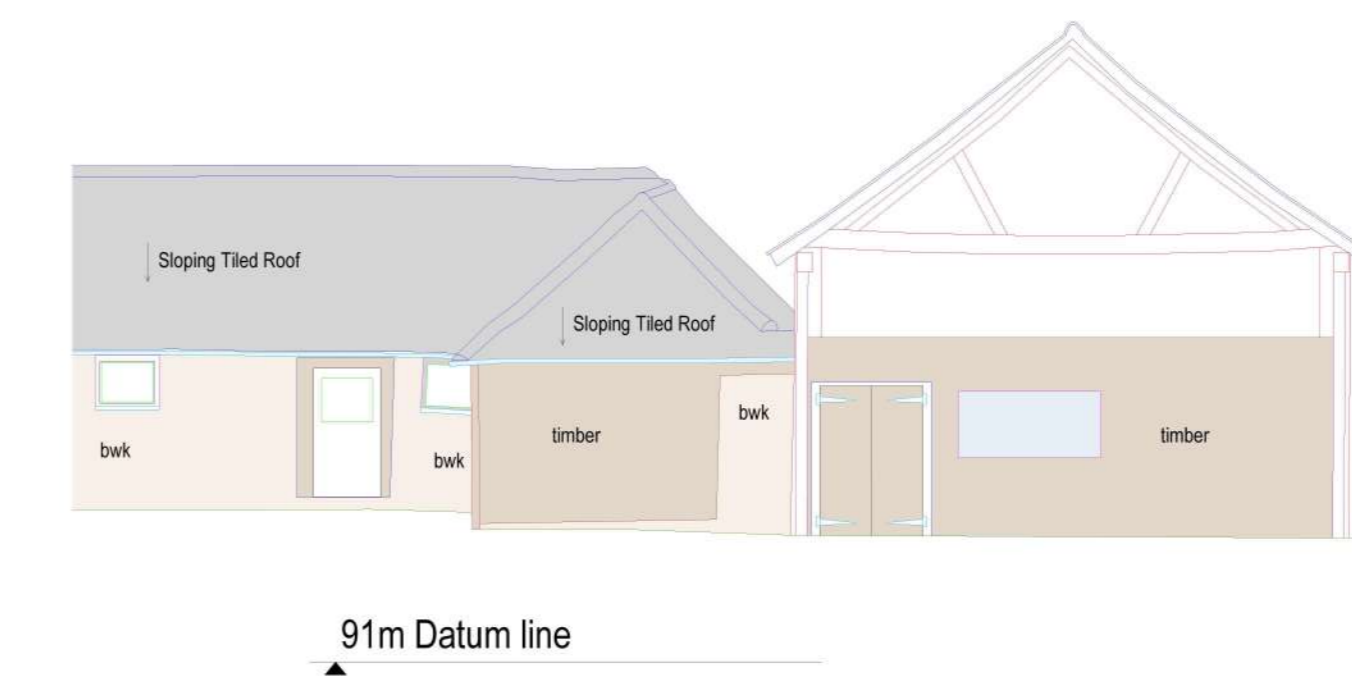 Sloping Tiled Roof
Sloping Tiled Roof
bwk
bwk
timber
bwk
timber
91m Datum line